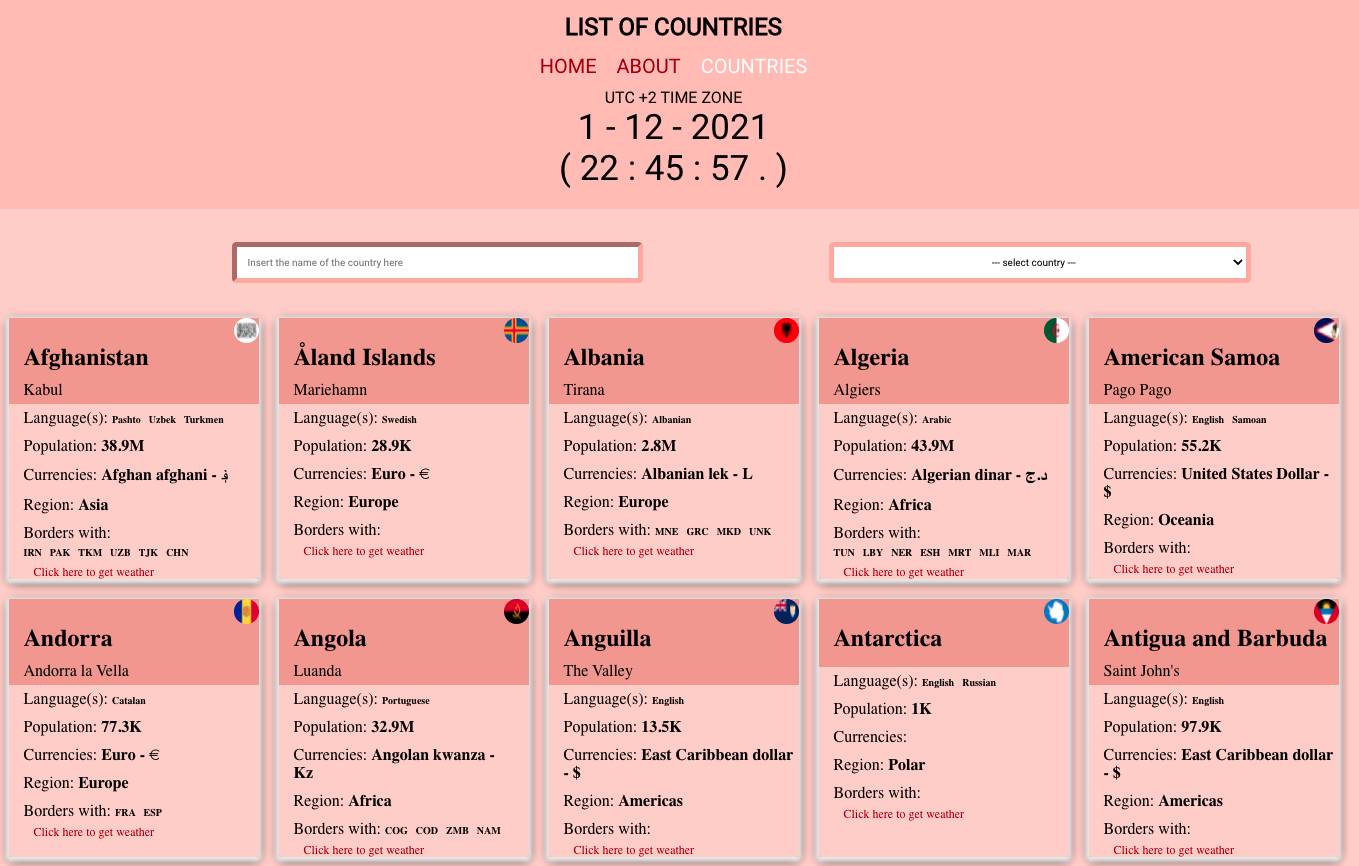 LIST OF COUNTRIES
HOME ABOUT COUNTRIES
UTC +2 TIME ZONE
1 - 12 - 2021
( 22 : 45 : 57 . )
Insert the name of the country here
--- select country ---
Afghanistan
Kabul
Language(s): Pashto Uzbek Turkmen
Population: 38.9M
Currencies: Afghan afghani - ؋
Region: Asia
Borders with:
IRN PAK TKM UZB TJK CHN
Click here to get weather
Åland Islands
Mariehamn
Language(s): Swedish
Population: 28.9K
Currencies: Euro - €
Region: Europe
Borders with:
Click here to get weather
Albania
Tirana
Language(s): Albanian
Population: 2.8M
Currencies: Albanian lek - L
Region: Europe
Borders with: MNE GRC MKD UNK
Click here to get weather
Algeria
Algiers
Language(s): Arabic
Population: 43.9M
Currencies: Algerian dinar - د.ج
Region: Africa
Borders with:
TUN LBY NER ESH MRT MLI MAR
Click here to get weather
American Samoa
Pago Pago
Language(s): English Samoan
Population: 55.2K
Currencies: United States Dollar -
$
Region: Oceania
Borders with:
Click here to get weather
Andorra
Andorra la Vella
Language(s): Catalan
Population: 77.3K
Currencies: Euro - €
Region: Europe
Borders with: FRA ESP
Click here to get weather
Angola
Luanda
Language(s): Portuguese
Population: 32.9M
Currencies: Angolan kwanza -
Kz
Region: Africa
Borders with: COG COD ZMB NAM
Click here to get weather
Anguilla
The Valley
Language(s): English
Population: 13.5K
Currencies: East Caribbean dollar
- $
Region: Americas
Borders with:
Click here to get weather
Antarctica
Language(s): English Russian
Population: 1K
Currencies:
Region: Polar
Borders with:
Click here to get weather
Antigua and Barbuda
Saint John's
Language(s): English
Population: 97.9K
Currencies: East Caribbean dollar
- $
Region: Americas
Borders with:
Click here to get weather